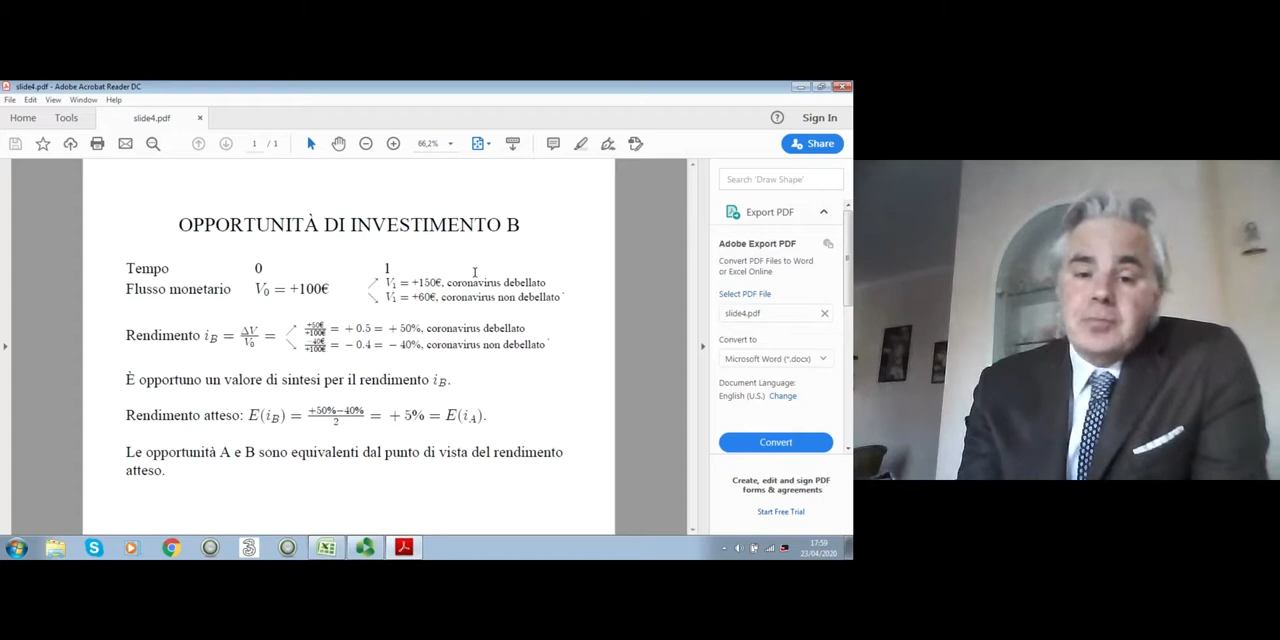 slide4.pdf - Adobe Acrobat Reader DC
File Edit View Window Help
Home Tools slide4.pdf × Sign In
1 / 1 66,2% Share
OPPORTUNITÀ DI INVESTIMENTO B
Tempo 0 1
Flusso monetario V₀ = +100€ ↗ V₁ = +150€, coronavirus debellato
↘ V₁ = +60€, coronavirus non debellato
Rendimento i_B = ΔV/V₀ = ↗ +50€/+100€ = +0.5 = +50%, coronavirus debellato
↘ −40€/+100€ = −0.4 = −40%, coronavirus non debellato
È opportuno un valore di sintesi per il rendimento i_B.
Rendimento atteso: E(i_B) = +50%−40%/2 = +5% = E(i_A).
Le opportunità A e B sono equivalenti dal punto di vista del rendimento
atteso.
Search 'Draw Shape'
Export PDF
Adobe Export PDF
Convert PDF Files to Word
or Excel Online
Select PDF File
slide4.pdf ×
Convert to
Microsoft Word (*.docx)
Document Language:
English (U.S.) Change
Convert
Create, edit and sign PDF
forms & agreements
Start Free Trial
17:59
23/04/2020